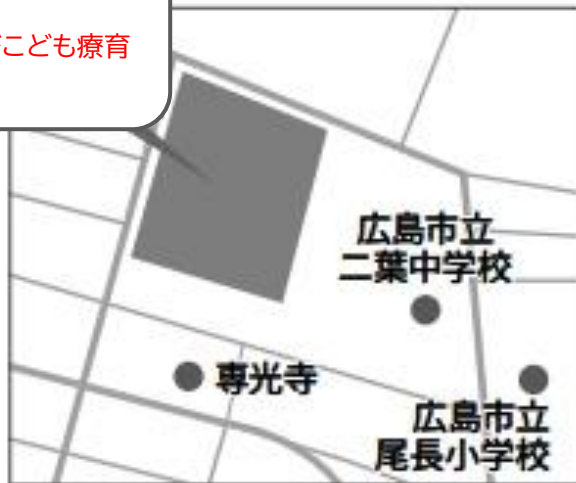 こども療育
広島市立
二葉中学校
専光寺
広島市立
尾長小学校